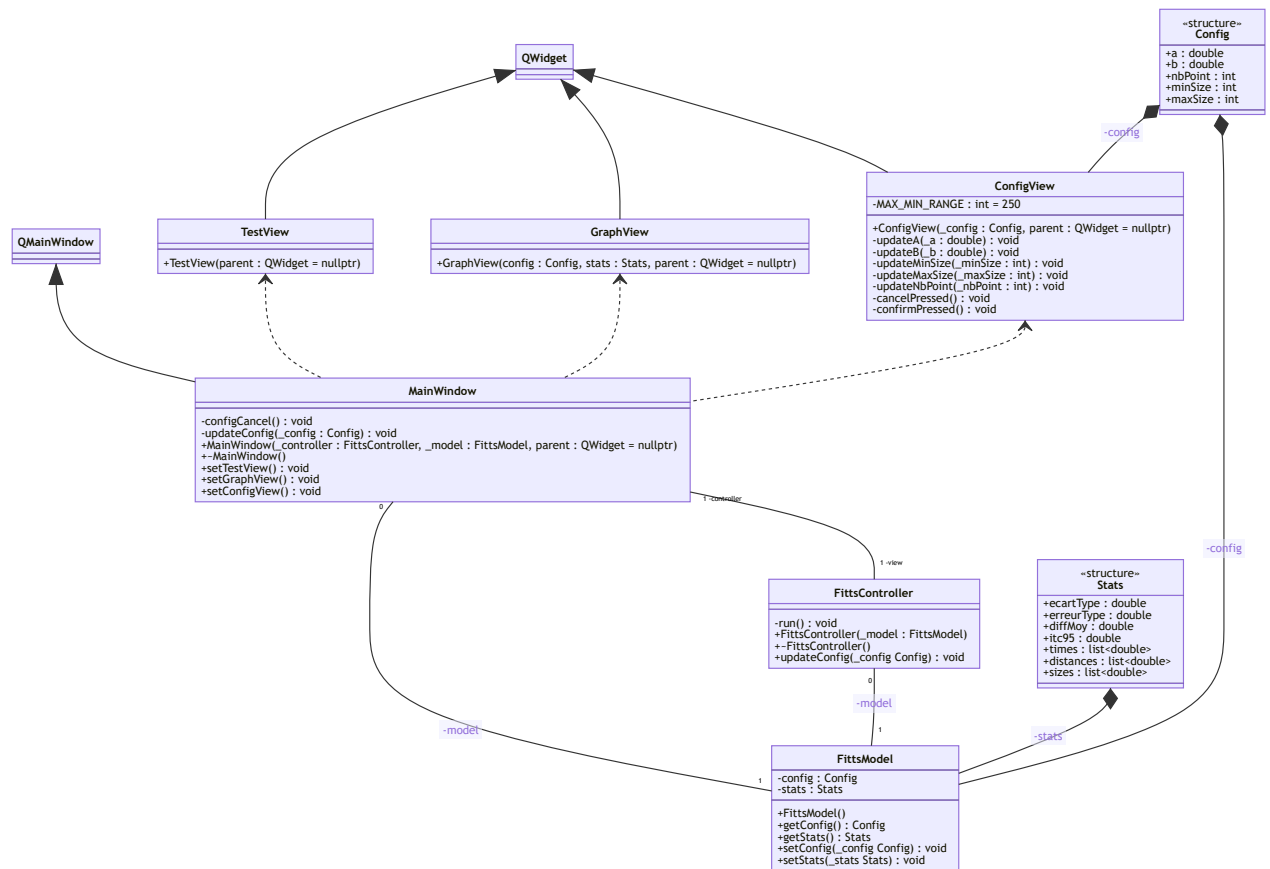 «structure»
Config
+a : double
+b : double
+nbPoint : int
+minSize : int
+maxSize : int
QWidget
-config
ConfigView
-MAX_MIN_RANGE : int = 250
+ConfigView(_config : Config, parent : QWidget = nullptr)
-updateA(_a : double) : void
-updateB(_b : double) : void
-updateMinSize(_minSize : int) : void
-updateMaxSize(_maxSize : int) : void
-updateNbPoint(_nbPoint : int) : void
-cancelPressed() : void
-confirmPressed() : void
TestView
+TestView(parent : QWidget = nullptr)
GraphView
+GraphView(config : Config, stats : Stats, parent : QWidget = nullptr)
QMainWindow
MainWindow
-configCancel() : void
-updateConfig(_config : Config) : void
+MainWindow(_controller : FittsController, _model : FittsModel, parent : QWidget = nullptr)
+~MainWindow()
+setTestView() : void
+setGraphView() : void
+setConfigView() : void
0
1 -controller
1 -view
-config
FittsController
-run() : void
+FittsController(_model : FittsModel)
+~FittsController()
+updateConfig(_config Config) : void
«structure»
Stats
+ecartType : double
+erreurType : double
+diffMoy : double
+itc95 : double
+times : list<double>
+distances : list<double>
+sizes : list<double>
0
-model
1
-model
-stats
1
FittsModel
-config : Config
-stats : Stats
+FittsModel()
+getConfig() : Config
+getStats() : Stats
+setConfig(_config Config) : void
+setStats(_stats Stats) : void